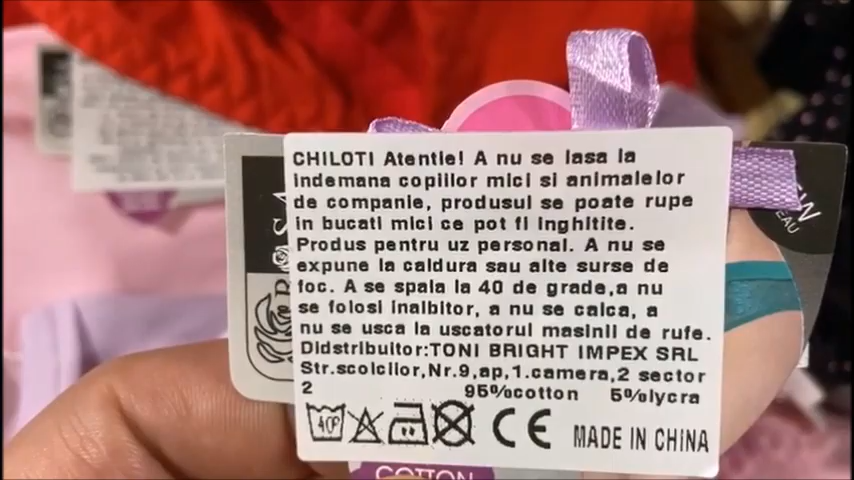 CHILOTI Atentie! A nu se lasa la
indemana copiilor mici si animalelor
de companie, produsul se poate rupe
in bucati mici ce pot fi inghitite.
Produs pentru uz personal. A nu se
expune la caldura sau alte surse de
foc. A se spala la 40 de grade,a nu
se folosi inalbitor, a nu se calca, a
nu se usca la uscatorul masinii de rufe.
Didstribuitor:TONI BRIGHT IMPEX SRL
Str.scolcilor,Nr.9,ap,1.camera,2 sector
2 95%cotton 5%lycra
40° CE MADE IN CHINA
COTTON